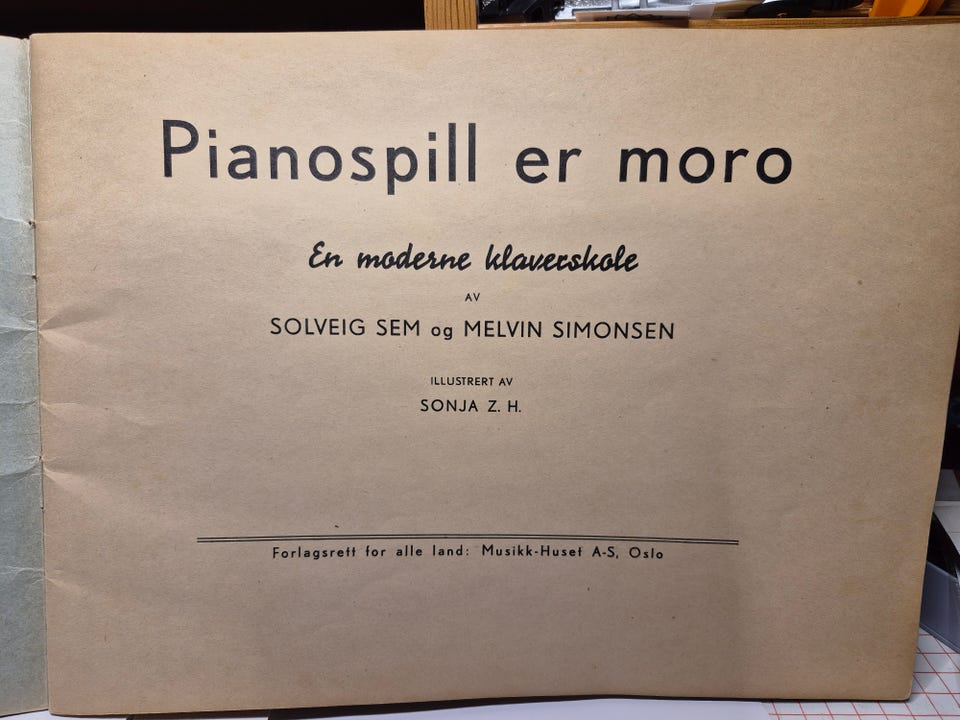 Pianospill er moro
En moderne klaverskole
AV
SOLVEIG SEM og MELVIN SIMONSEN
ILLUSTRERT AV
SONJA Z. H.
Forlagsrett for alle land: Musikk-Huset A-S, Oslo